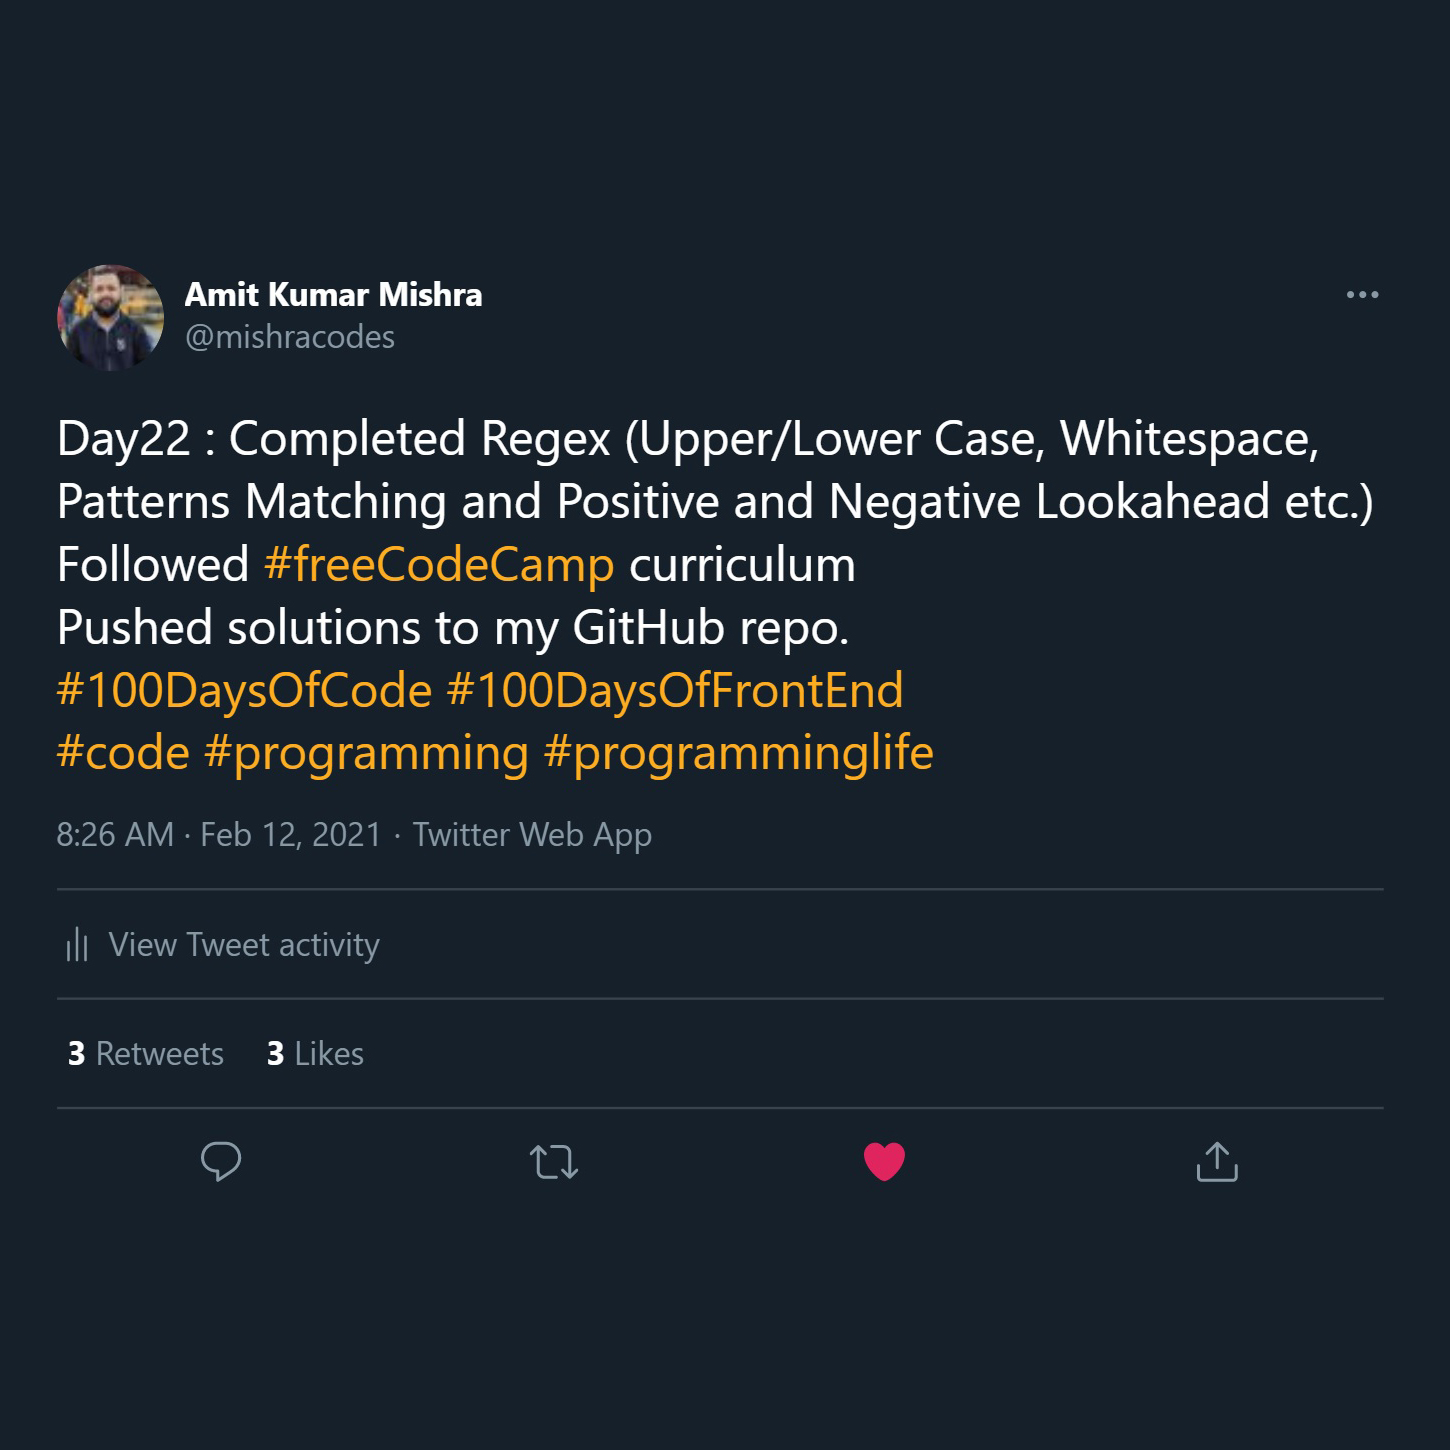 Amit Kumar Mishra
@mishracodes
Day22 : Completed Regex (Upper/Lower Case, Whitespace,
Patterns Matching and Positive and Negative Lookahead etc.)
Followed #freeCodeCamp curriculum
Pushed solutions to my GitHub repo.
#100DaysOfCode #100DaysOfFrontEnd
#code #programming #programminglife
8:26 AM · Feb 12, 2021 · Twitter Web App
View Tweet activity
3 Retweets 3 Likes